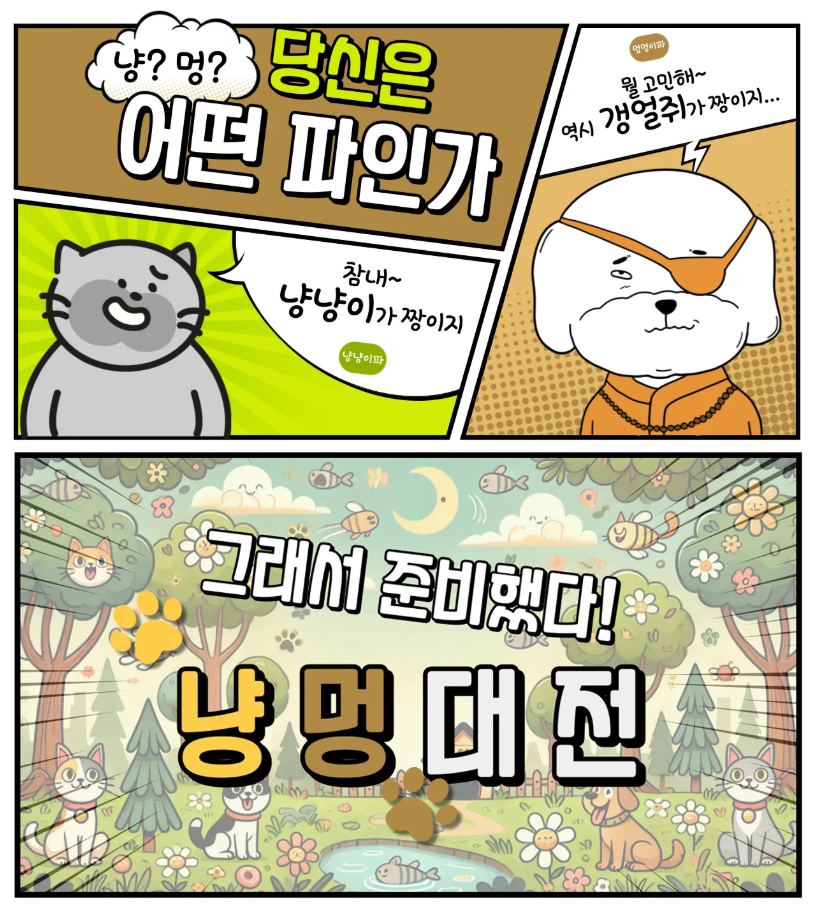 냥? 멍?
당신은
어떤 파인가
멍멍이파
뭘 고민해~
역시 갱얼쥐가 짱이지...
참내~
냥냥이가 짱이지
냥냥이파
그래서 준비했다!
냥멍대전